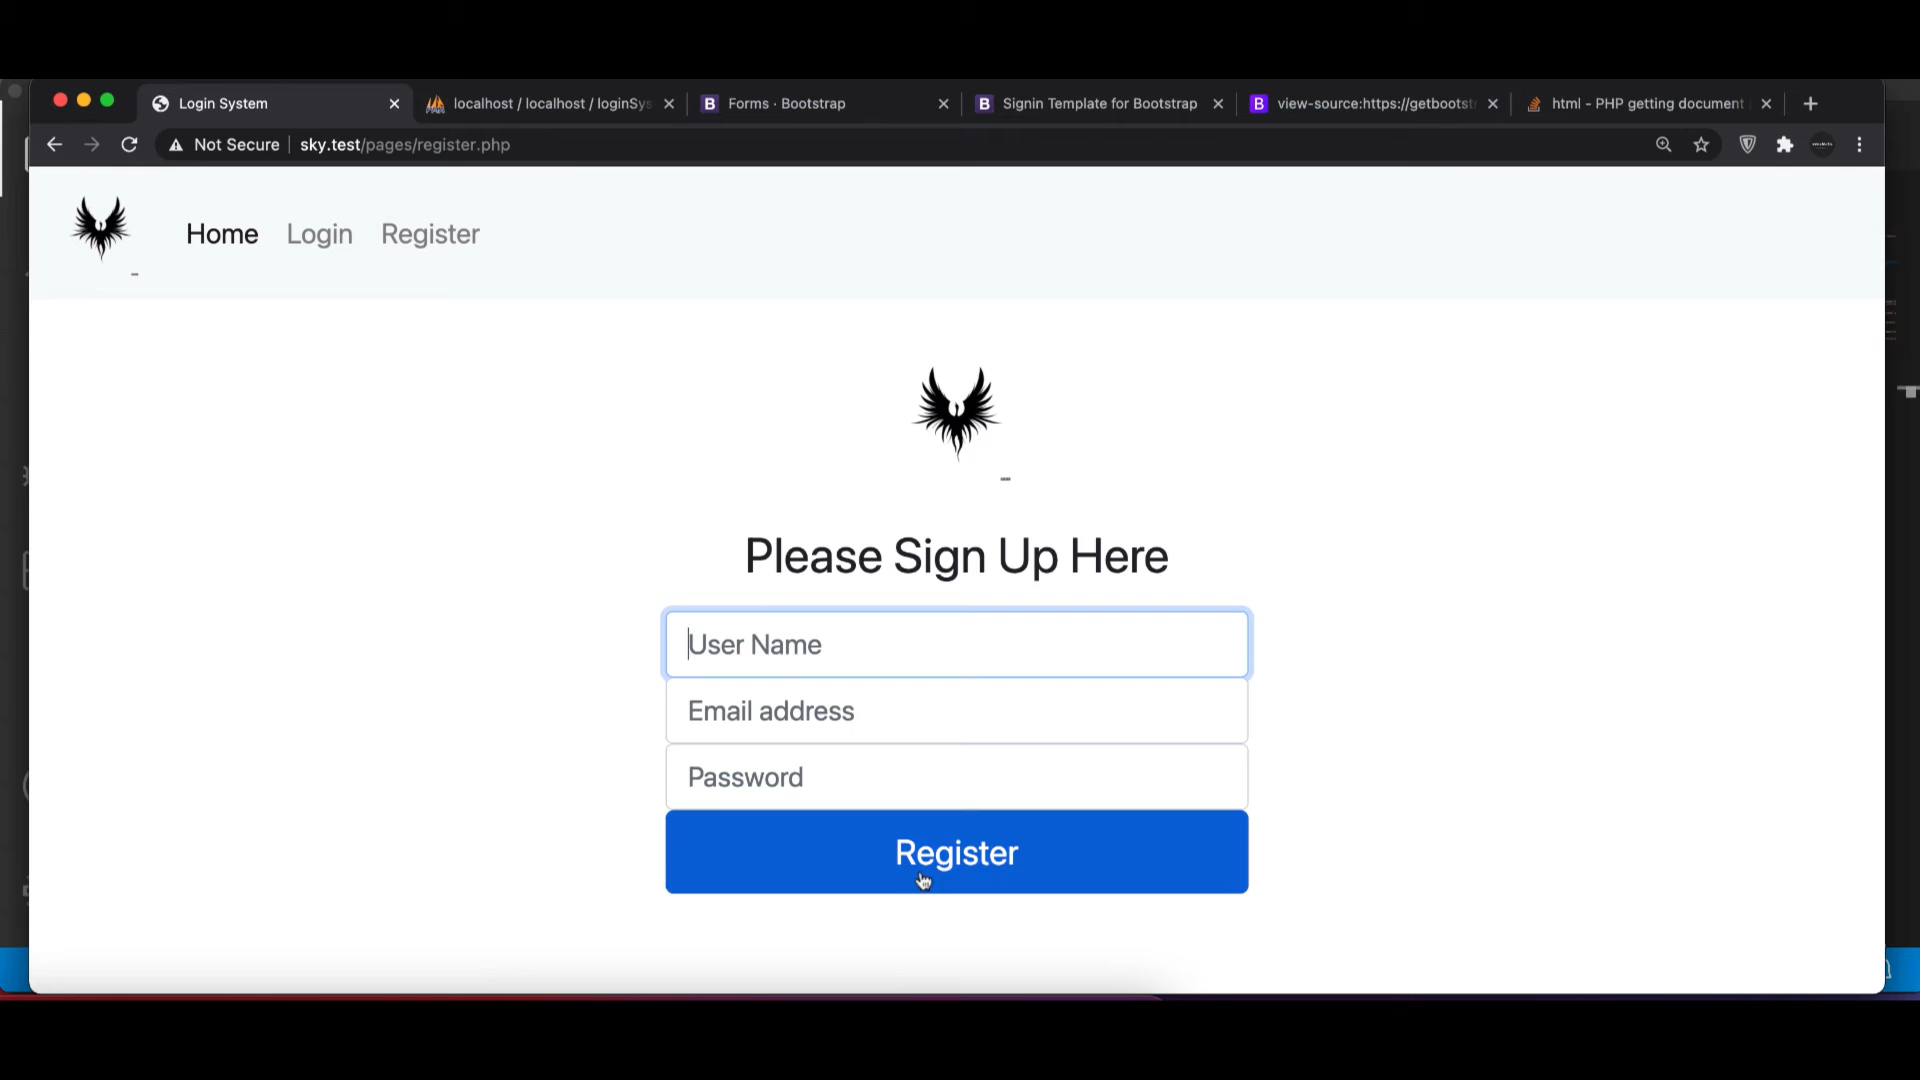 Login System
localhost / localhost / loginSys
Forms · Bootstrap
Signin Template for Bootstrap
view-source:https://getbootst
html - PHP getting document
Not Secure
sky.test/pages/register.php
Home
Login
Register
Please Sign Up Here
User Name
Email address
Password
Register